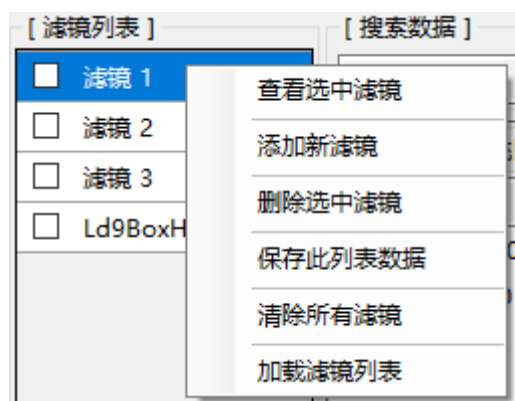 [ 滤镜列表 ]
[ 搜索数据 ]
滤镜 1
滤镜 2
滤镜 3
Ld9BoxH
查看选中滤镜
添加新滤镜
删除选中滤镜
保存此列表数据
清除所有滤镜
加载滤镜列表